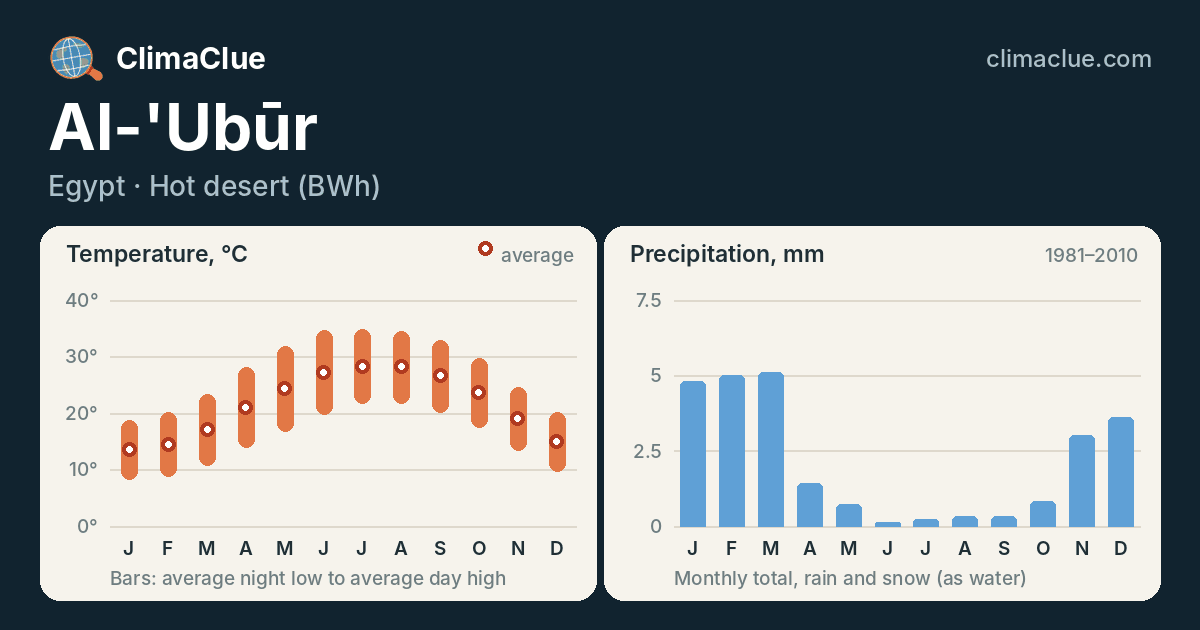 ClimaClue
climaclue.com
Al-'Ubūr
Egypt · Hot desert (BWh)
Temperature, °C
average
40°
30°
20°
10°
0°
J F M A M J J A S O N D
Bars: average night low to average day high
Precipitation, mm
1981–2010
7.5
5
2.5
0
J F M A M J J A S O N D
Monthly total, rain and snow (as water)